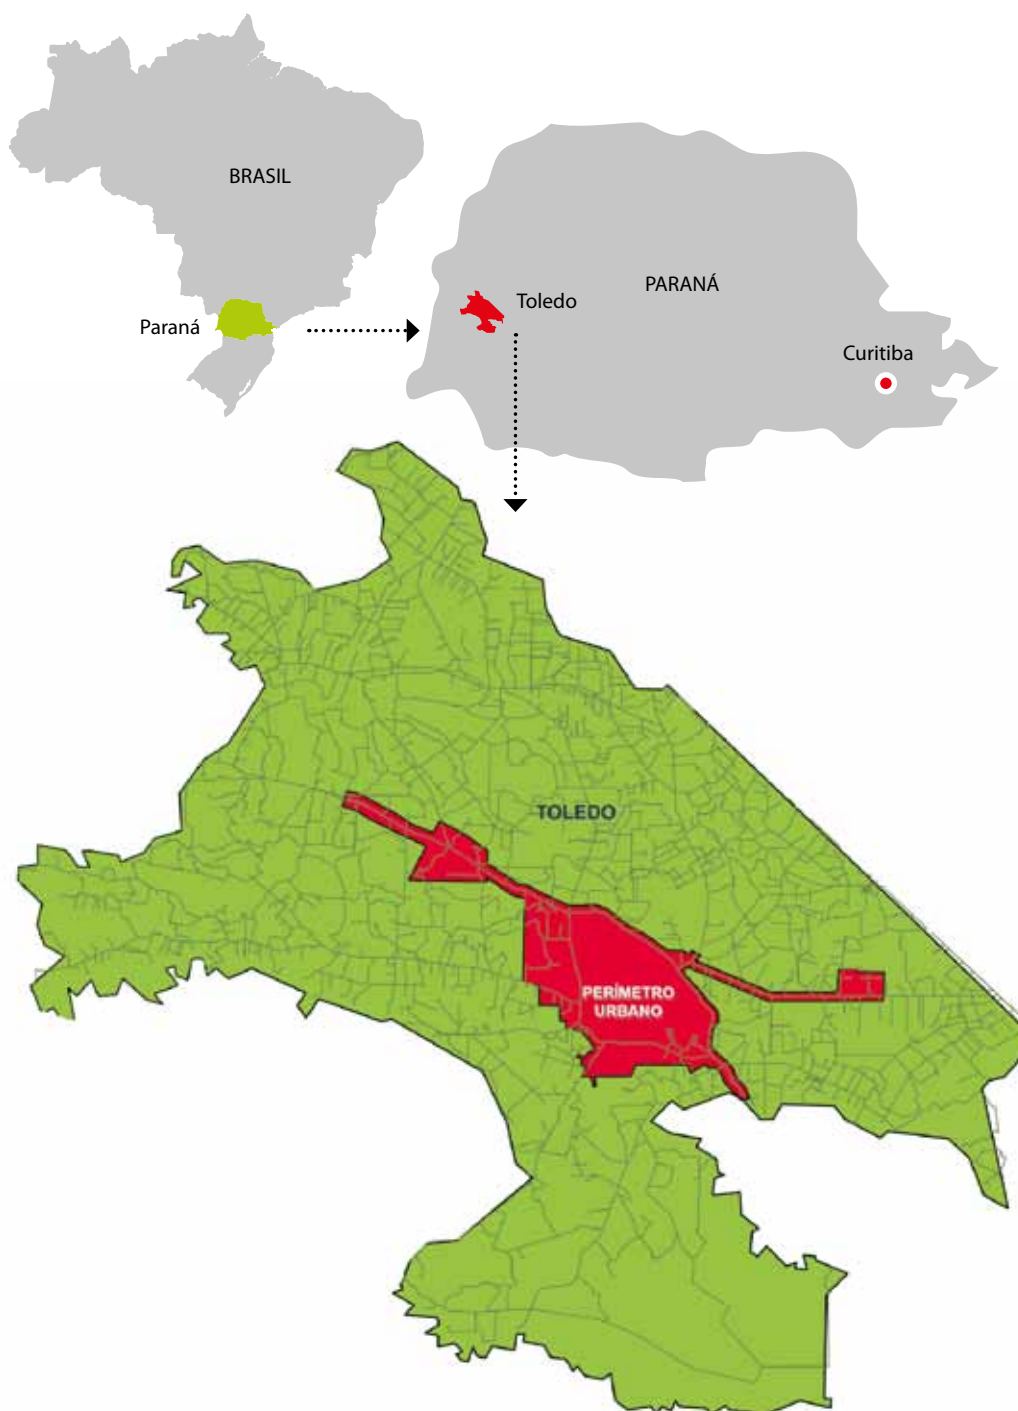 BRASIL
Paraná
PARANÁ
Toledo
Curitiba
TOLEDO
PERÍMETRO
URBANO